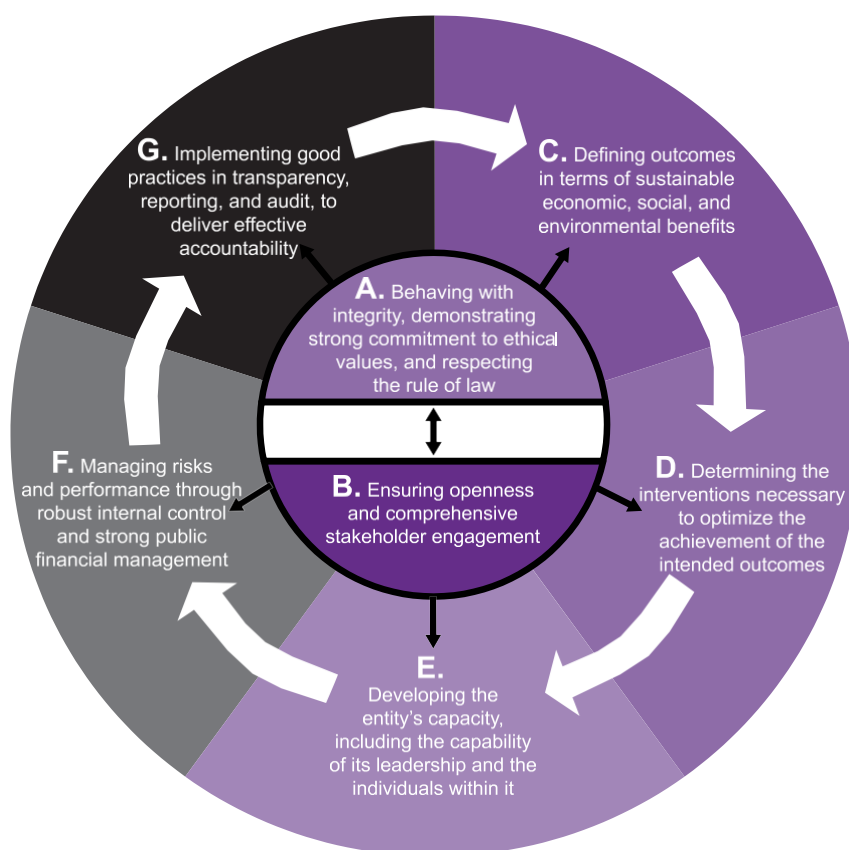 A. Behaving with
integrity, demonstrating
strong commitment to ethical
values, and respecting
the rule of law
B. Ensuring openness
and comprehensive
stakeholder engagement
C. Defining outcomes
in terms of sustainable
economic, social, and
environmental benefits
D. Determining the
interventions necessary
to optimize the
achievement of the
intended outcomes
E.
Developing the
entity's capacity,
including the capability
of its leadership and the
individuals within it
F. Managing risks
and performance through
robust internal control
and strong public
financial management
G. Implementing good
practices in transparency,
reporting, and audit, to
deliver effective
accountability